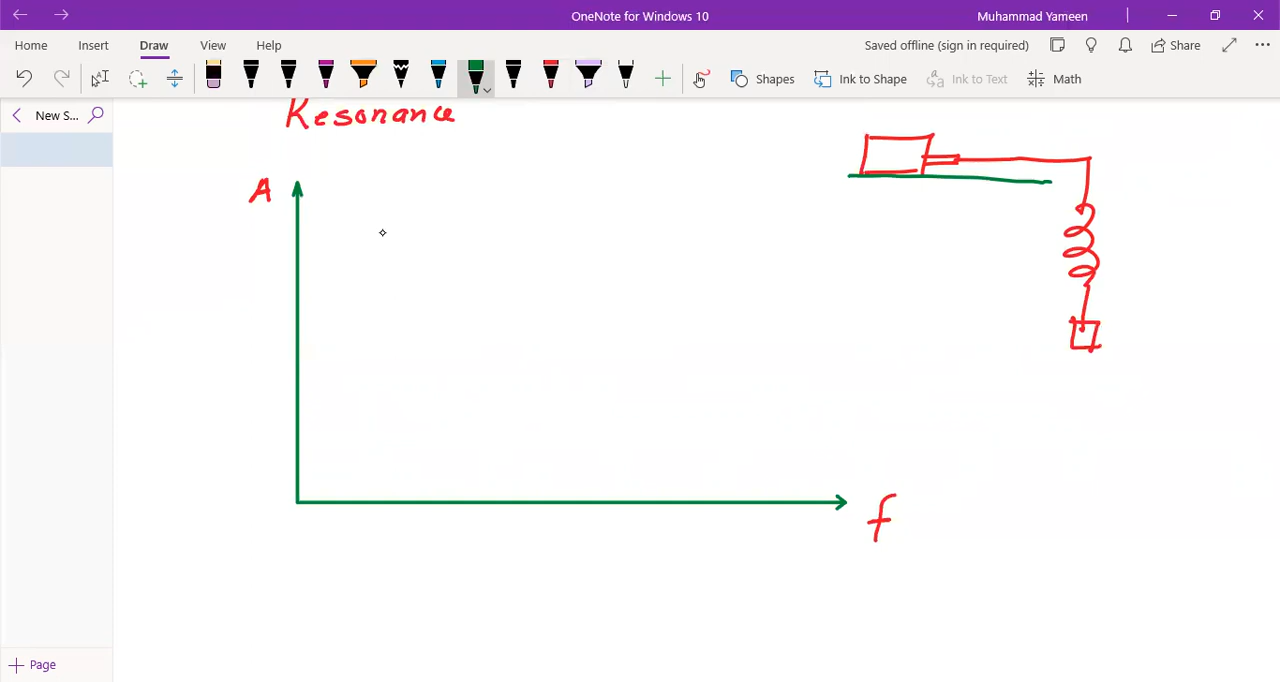 OneNote for Windows 10
Muhammad Yameen
Home Insert Draw View Help
Saved offline (sign in required)
Share
Shapes
Ink to Shape
Ink to Text
Math
New S...
Resonance
A
f
Page